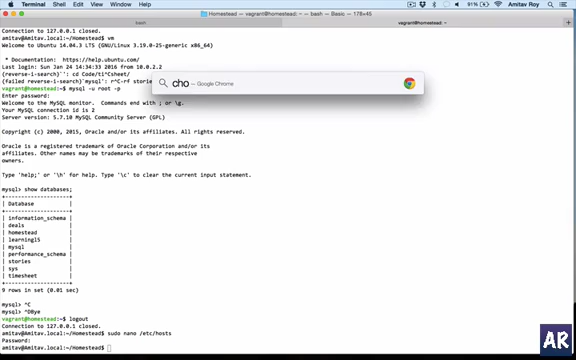 Terminal Shell Edit View Window Help 91% Amitav Roy
Homestead — vagrant@homestead: ~ — bash — Basic — 178×45
bash vagrant@homestead: ~
Connection to 127.0.0.1 closed.
amitav@Amitav.local:~/Homestead$ vm
Welcome to Ubuntu 14.04.3 LTS (GNU/Linux 3.19.0-25-generic x86_64)
* Documentation: https://help.ubuntu.com/
Last login: Sun Jan 24 14:34:33 2016 from 10.0.2.2
(reverse-i-search)`': cd Code/ti^Csheet/
(failed reverse-i-search)`mysql': r^C-rf stories
vagrant@homestead:~$ mysql -u root -p
Enter password:
cho — Google Chrome
Welcome to the MySQL monitor. Commands end with ; or \g.
Your MySQL connection id is 2
Server version: 5.7.10 MySQL Community Server (GPL)
Copyright (c) 2000, 2015, Oracle and/or its affiliates. All rights reserved.
Oracle is a registered trademark of Oracle Corporation and/or its
affiliates. Other names may be trademarks of their respective
owners.
Type 'help;' or '\h' for help. Type '\c' to clear the current input statement.
mysql> show databases;
+--------------------+
| Database |
+--------------------+
| information_schema |
| deals |
| homestead |
| learningl5 |
| mysql |
| performance_schema |
| stories |
| sys |
| timesheet |
+--------------------+
9 rows in set (0.01 sec)
mysql> ^C
mysql> ^DBye
vagrant@homestead:~$ logout
Connection to 127.0.0.1 closed.
amitav@Amitav.local:~/Homestead$ sudo nano /etc/hosts
Password:
amitav@Amitav.local:~/Homestead$
AR